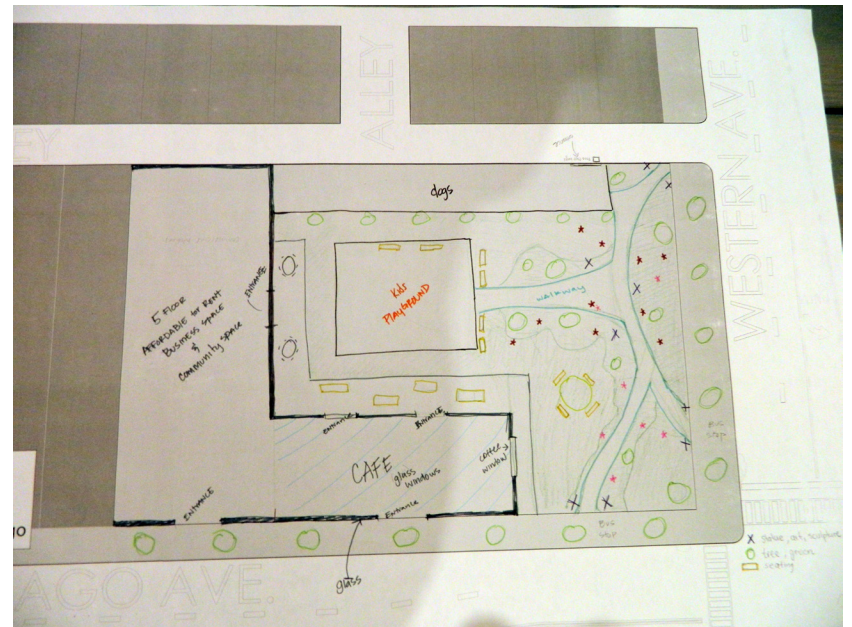 ALLEY
EY
WESTERN AVE.
dogs
Kids
PLAYGROUND
walkway
ENTRANCE
5 FLOOR
AFFORDABLE for RENT
Business space
&
Community space
entrance
ENTRANCE
coffee
window
CAFE
glass
windows
ENTRANCE
Entrance
glass
BUS
Stop
BUS
STOP
X statue, art, sculpture
tree, green
seating
AGO AVE.